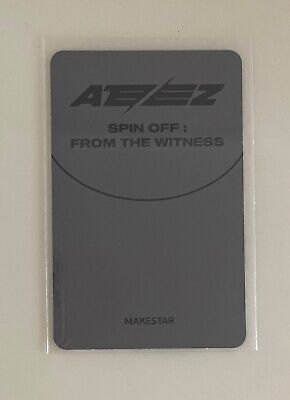 ATEEZ
SPIN OFF :
FROM THE WITNESS
MAKESTAR